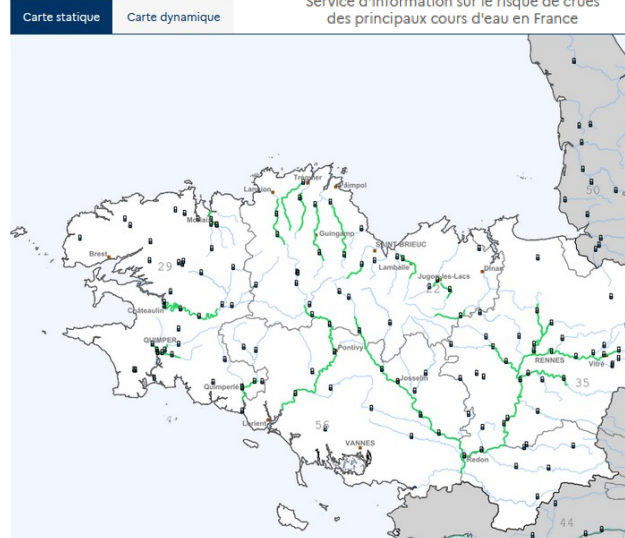 Service d'information sur le risque de crues
Carte statique
Carte dynamique
des principaux cours d'eau en France
50
Lannion
Paimpol
Guingamp
SAINT-BRIEUC
Brest
29
Lamballe
Dinan
Jugon-les-Lacs
22
Châteaulin
QUIMPER
Pontivy
RENNES
Vitré
Quimperlé
Josselin
35
Lorient
56
VANNES
Redon
44